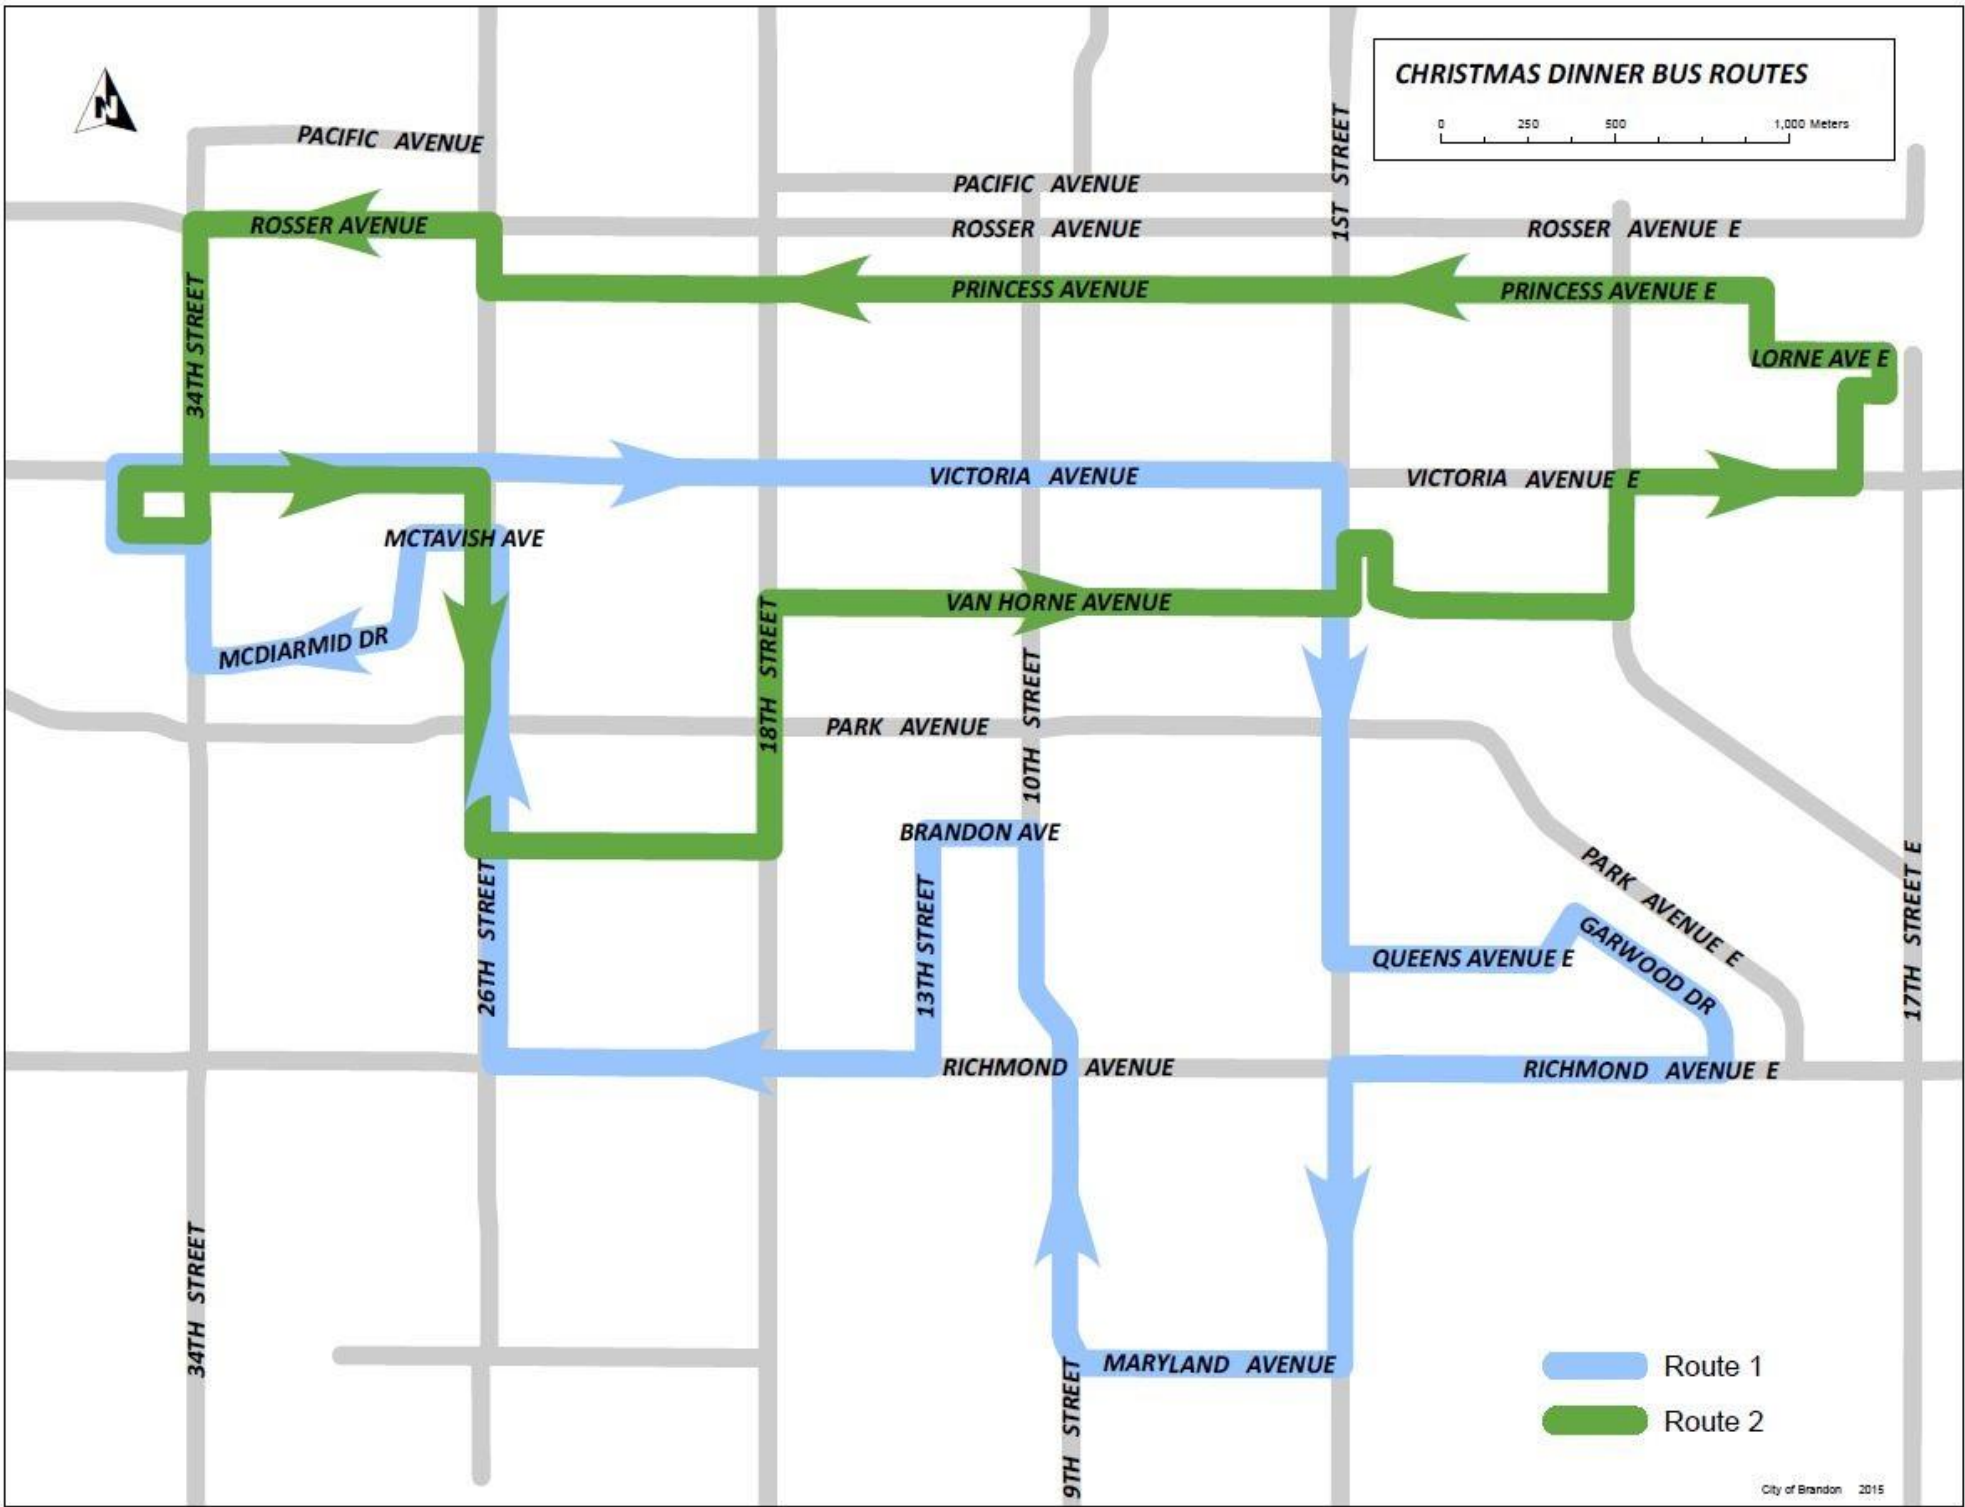 CHRISTMAS DINNER BUS ROUTES
0 250 500 1,000 Meters
N
PACIFIC AVENUE
PACIFIC AVENUE
1ST STREET
ROSSER AVENUE
ROSSER AVENUE
ROSSER AVENUE E
PRINCESS AVENUE
PRINCESS AVENUE E
34TH STREET
LORNE AVE E
VICTORIA AVENUE
VICTORIA AVENUE E
MCTAVISH AVE
VAN HORNE AVENUE
MCDIARMID DR
18TH STREET
10TH STREET
PARK AVENUE
BRANDON AVE
PARK AVENUE E
26TH STREET
13TH STREET
QUEENS AVENUE E
GARWOOD DR
17TH STREET E
RICHMOND AVENUE
RICHMOND AVENUE E
34TH STREET
MARYLAND AVENUE
9TH STREET
Route 1
Route 2
City of Brandon 2015